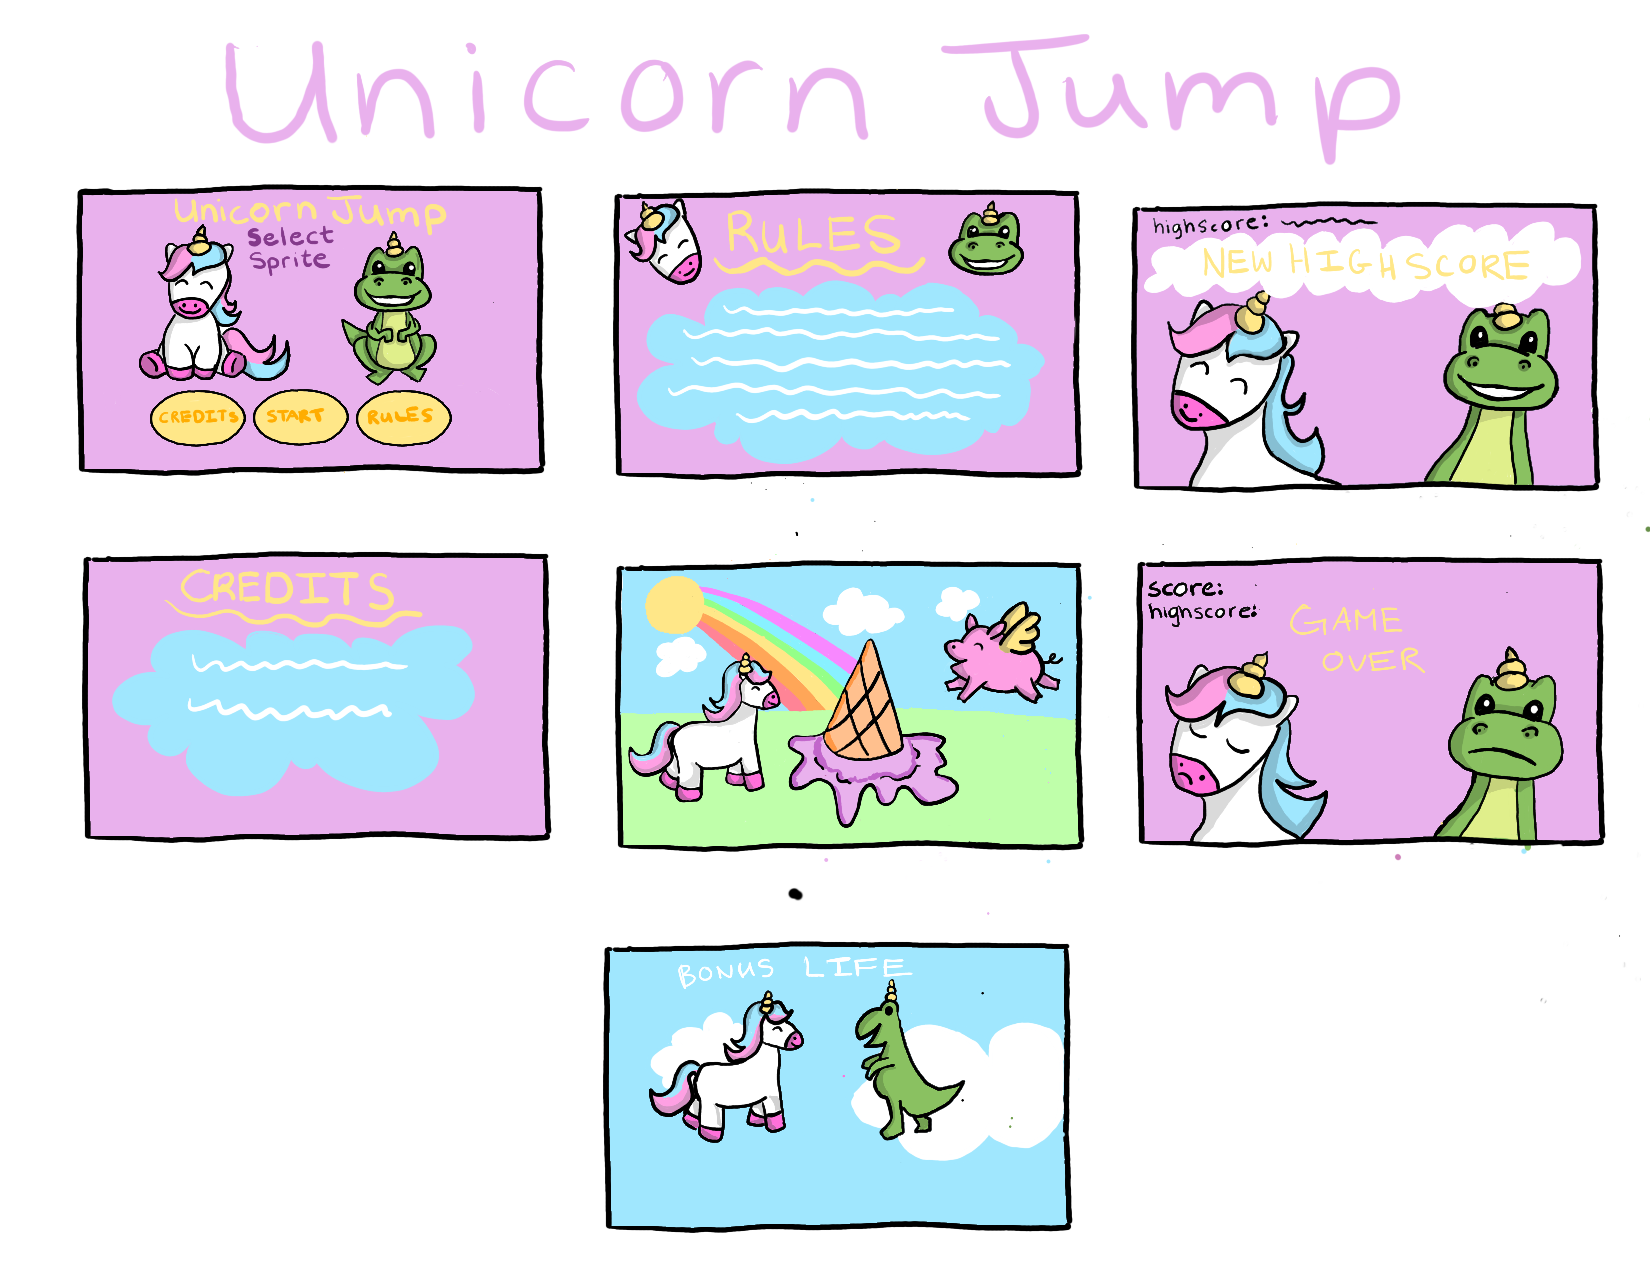 Unicorn Jump
Unicorn Jump
Select
Sprite
CREDITS
START
RULES
RULES
highscore:
NEW HIGHSCORE
CREDITS
score:
highscore:
GAME
OVER
BONUS LIFE